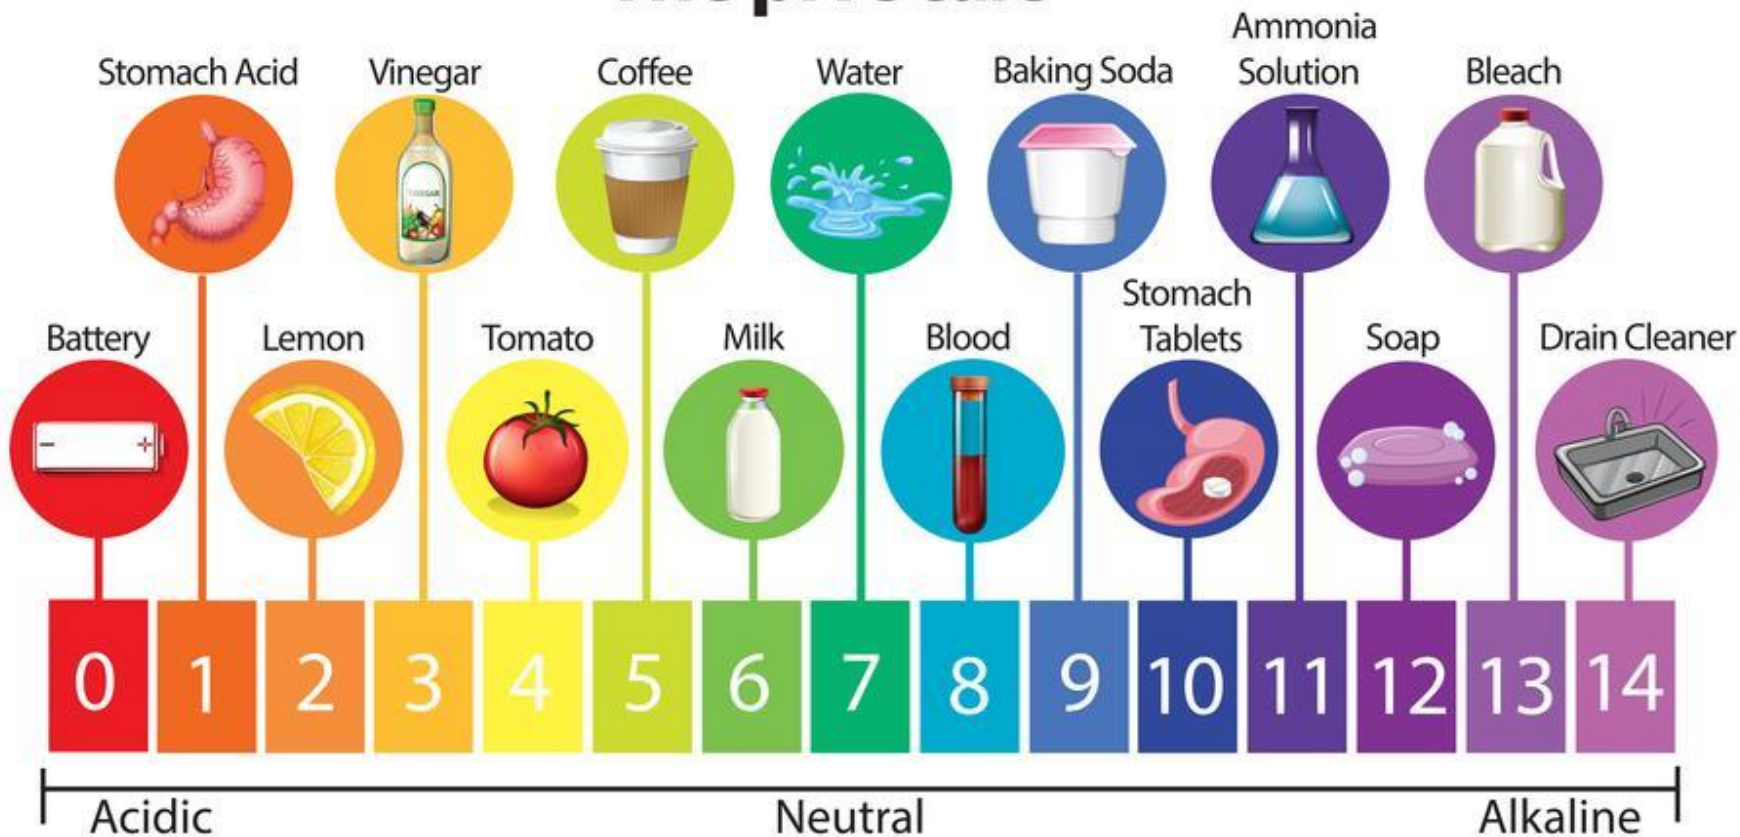 Stomach Acid
Vinegar
Coffee
Water
Baking Soda
Ammonia
Solution
Bleach
VINEGAR
Battery
Lemon
Tomato
Milk
Blood
Stomach
Tablets
Soap
Drain Cleaner
- +
0 1 2 3 4 5 6 7 8 9 10 11 12 13 14
Acidic Neutral Alkaline